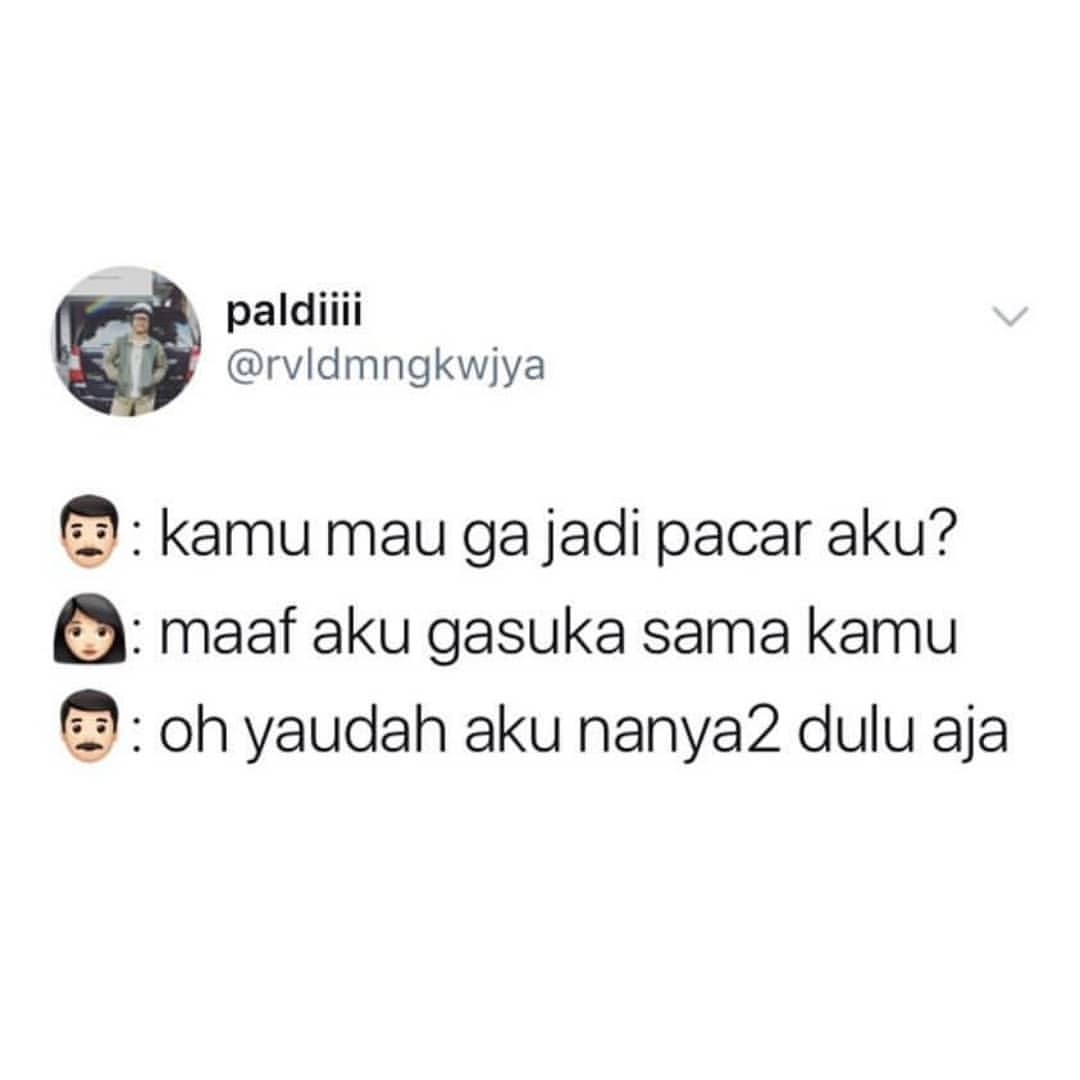 paldiiii
@rvldmngkwjya
👨🏻: kamu mau ga jadi pacar aku?
👩🏻: maaf aku gasuka sama kamu
👨🏻: oh yaudah aku nanya2 dulu aja